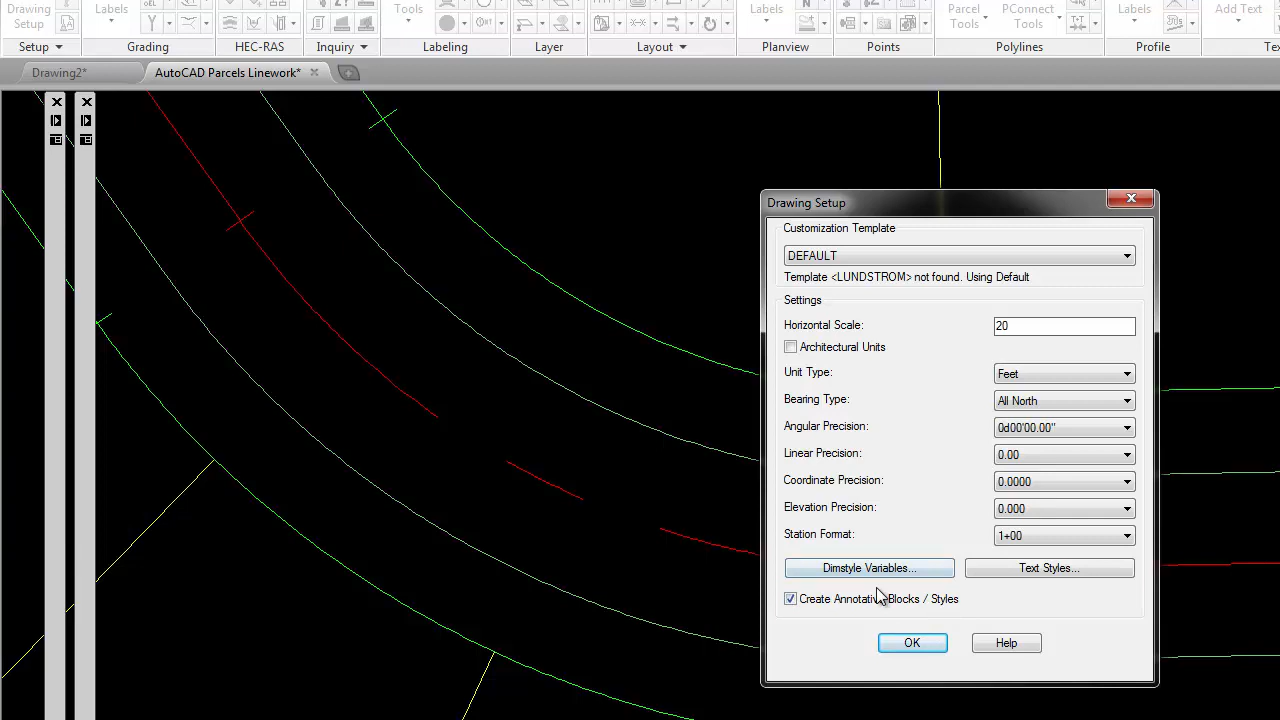 Drawing Setup
Labels
Tools
Labels
Parcel Tools
PConnect Tools
Labels
Add Text
Setup
Grading
HEC-RAS
Inquiry
Labeling
Layer
Layout
Planview
Points
Polylines
Profile
Drawing2*
AutoCAD Parcels Linework*
Drawing Setup
Customization Template
DEFAULT
Template <LUNDSTROM> not found. Using Default
Settings
Horizontal Scale: 20
Architectural Units
Unit Type: Feet
Bearing Type: All North
Angular Precision: 0d00'00.00"
Linear Precision: 0.00
Coordinate Precision: 0.0000
Elevation Precision: 0.000
Station Format: 1+00
Dimstyle Variables... Text Styles...
Create Annotative Blocks / Styles
OK Help